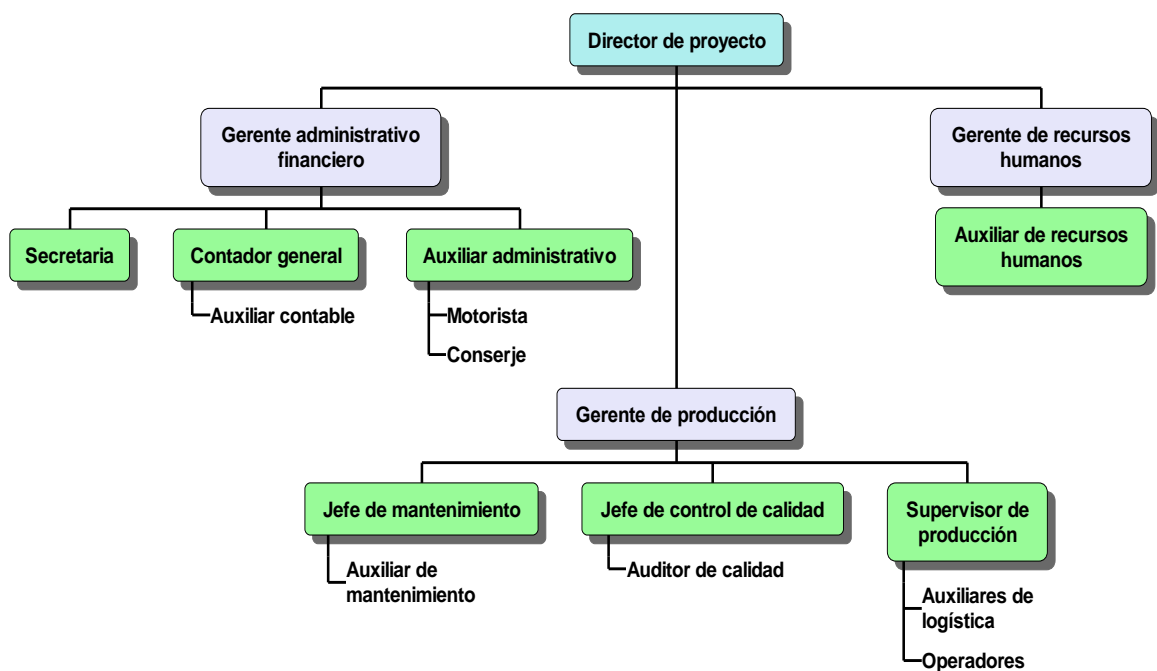 Director de proyecto
Gerente administrativo
financiero
Gerente de recursos
humanos
Secretaria
Contador general
Auxiliar administrativo
Auxiliar de recursos
humanos
Auxiliar contable
Motorista
Conserje
Gerente de producción
Jefe de mantenimiento
Jefe de control de calidad
Supervisor de
producción
Auxiliar de
mantenimiento
Auditor de calidad
Auxiliares de
logística
Operadores